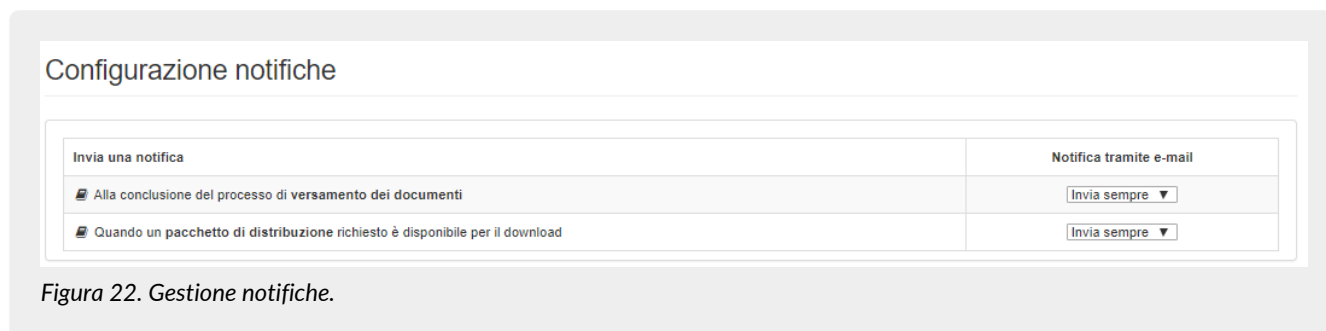 Configurazione notifiche
Invia una notifica Notifica tramite e-mail
Alla conclusione del processo di versamento dei documenti Invia sempre ▼
Quando un pacchetto di distribuzione richiesto è disponibile per il download Invia sempre ▼
Figura 22. Gestione notifiche.